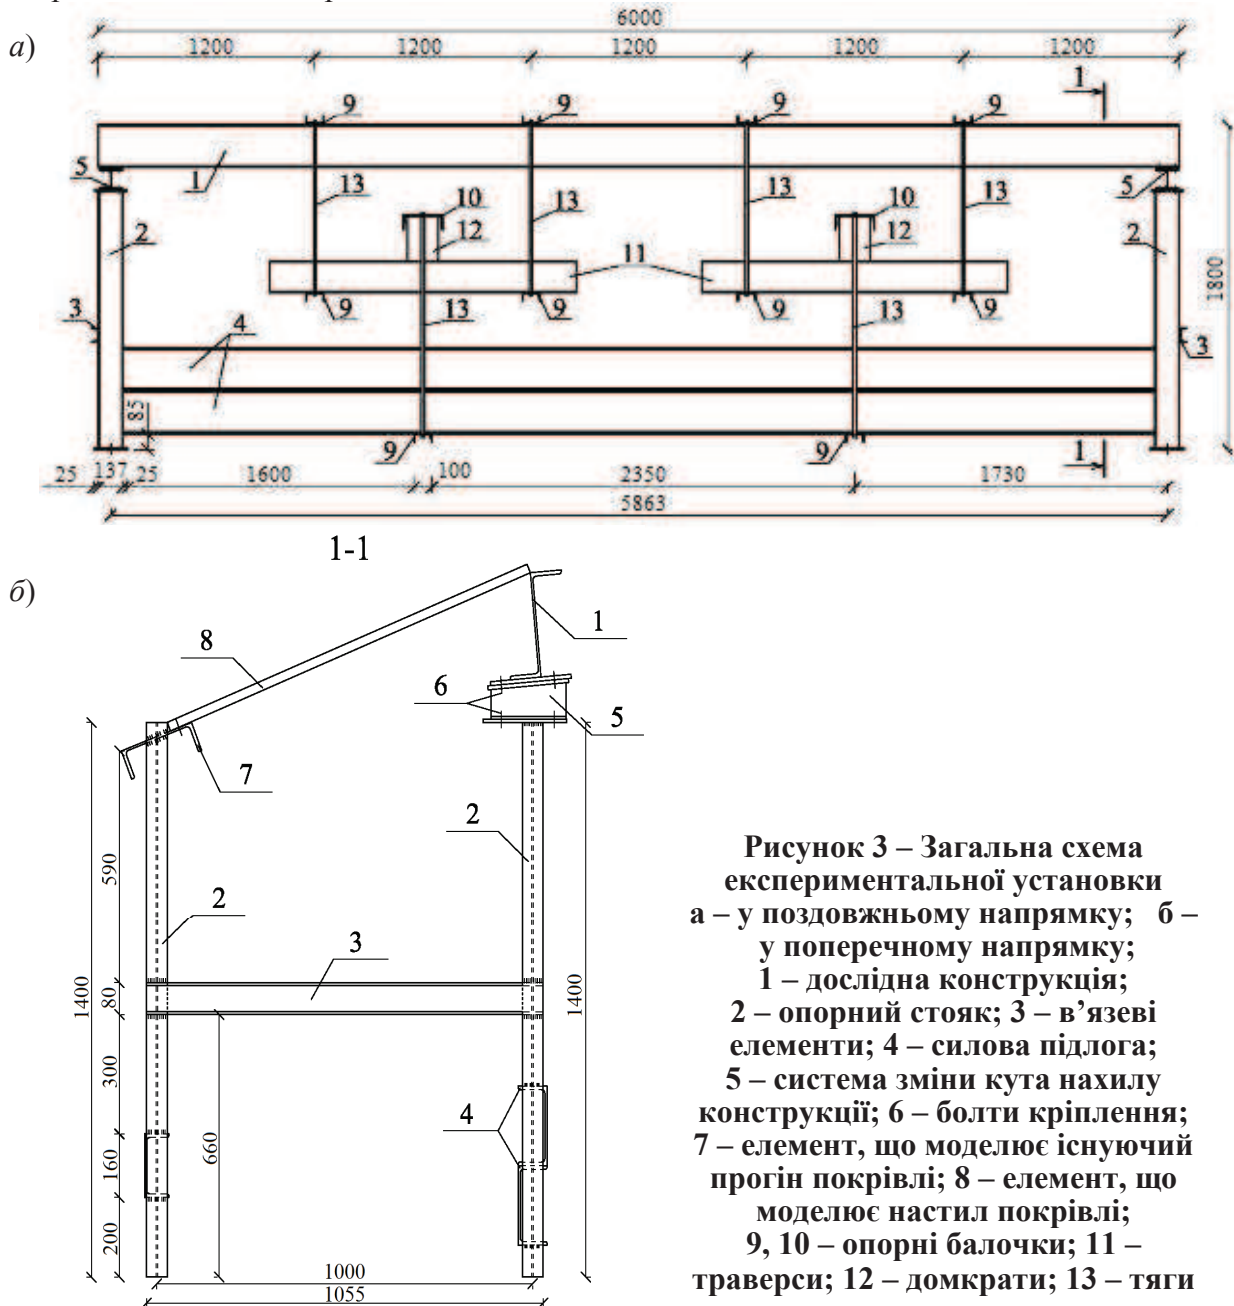 а)
6000
1200 1200 1200 1200 1200
1
9 9 9 9
5 1 13 13 13 13 5
10 10
2 12 12 2
11
1800
9 9 9 9
3 4 13 13 3
85
9 9 1
25 137 25 1600 100 2350 1730
5863
1-1
б)
8 1
6 5
7
2
590
2
3
1400 80 1400
300
4
660
160
200
1000
1055
Рисунок 3 – Загальна схема
експериментальної установки
а – у поздовжньому напрямку; б –
у поперечному напрямку;
1 – дослідна конструкція;
2 – опорний стояк; 3 – в’язеві
елементи; 4 – силова підлога;
5 – система зміни кута нахилу
конструкції; 6 – болти кріплення;
7 – елемент, що моделює існуючий
прогін покрівлі; 8 – елемент, що
моделює настил покрівлі;
9, 10 – опорні балочки; 11 –
траверси; 12 – домкрати; 13 – тяги